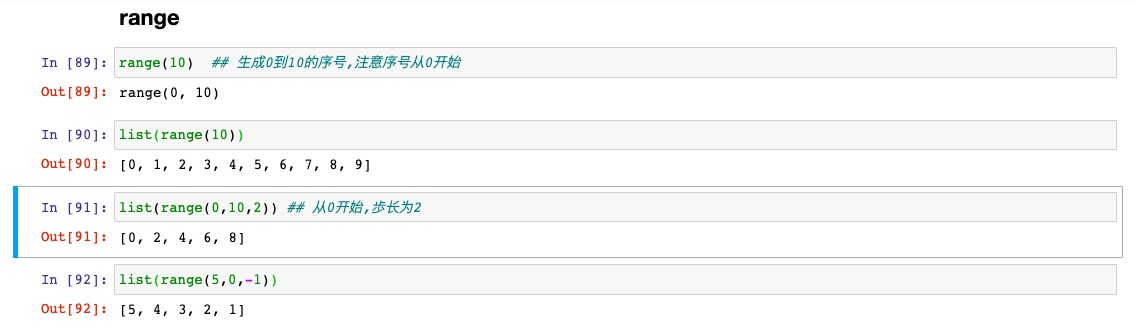 range
In [89]: range(10)  ## 生成0到10的序号,注意序号从0开始
Out[89]: range(0, 10)
In [90]: list(range(10))
Out[90]: [0, 1, 2, 3, 4, 5, 6, 7, 8, 9]
In [91]: list(range(0,10,2)) ## 从0开始,步长为2
Out[91]: [0, 2, 4, 6, 8]
In [92]: list(range(5,0,-1))
Out[92]: [5, 4, 3, 2, 1]